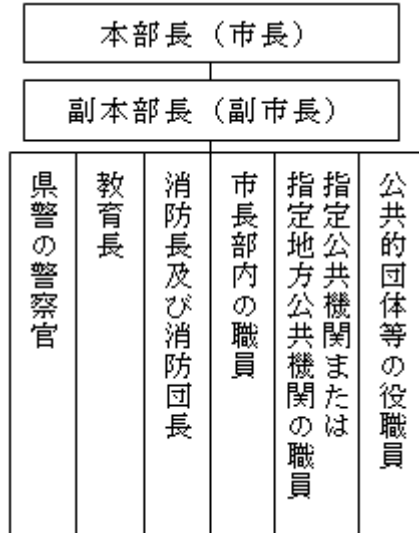 本部長（市長）
副本部長（副市長）
県警の警察官
教育長
消防長及び消防団長
市長部内の職員
指定公共機関または
指定地方公共機関の職員
公共的団体等の役職員